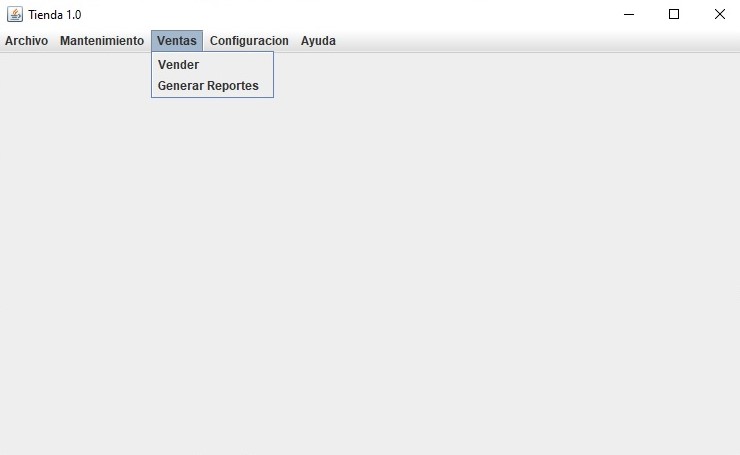 Tienda 1.0
Archivo Mantenimiento Ventas Configuracion Ayuda
Vender
Generar Reportes